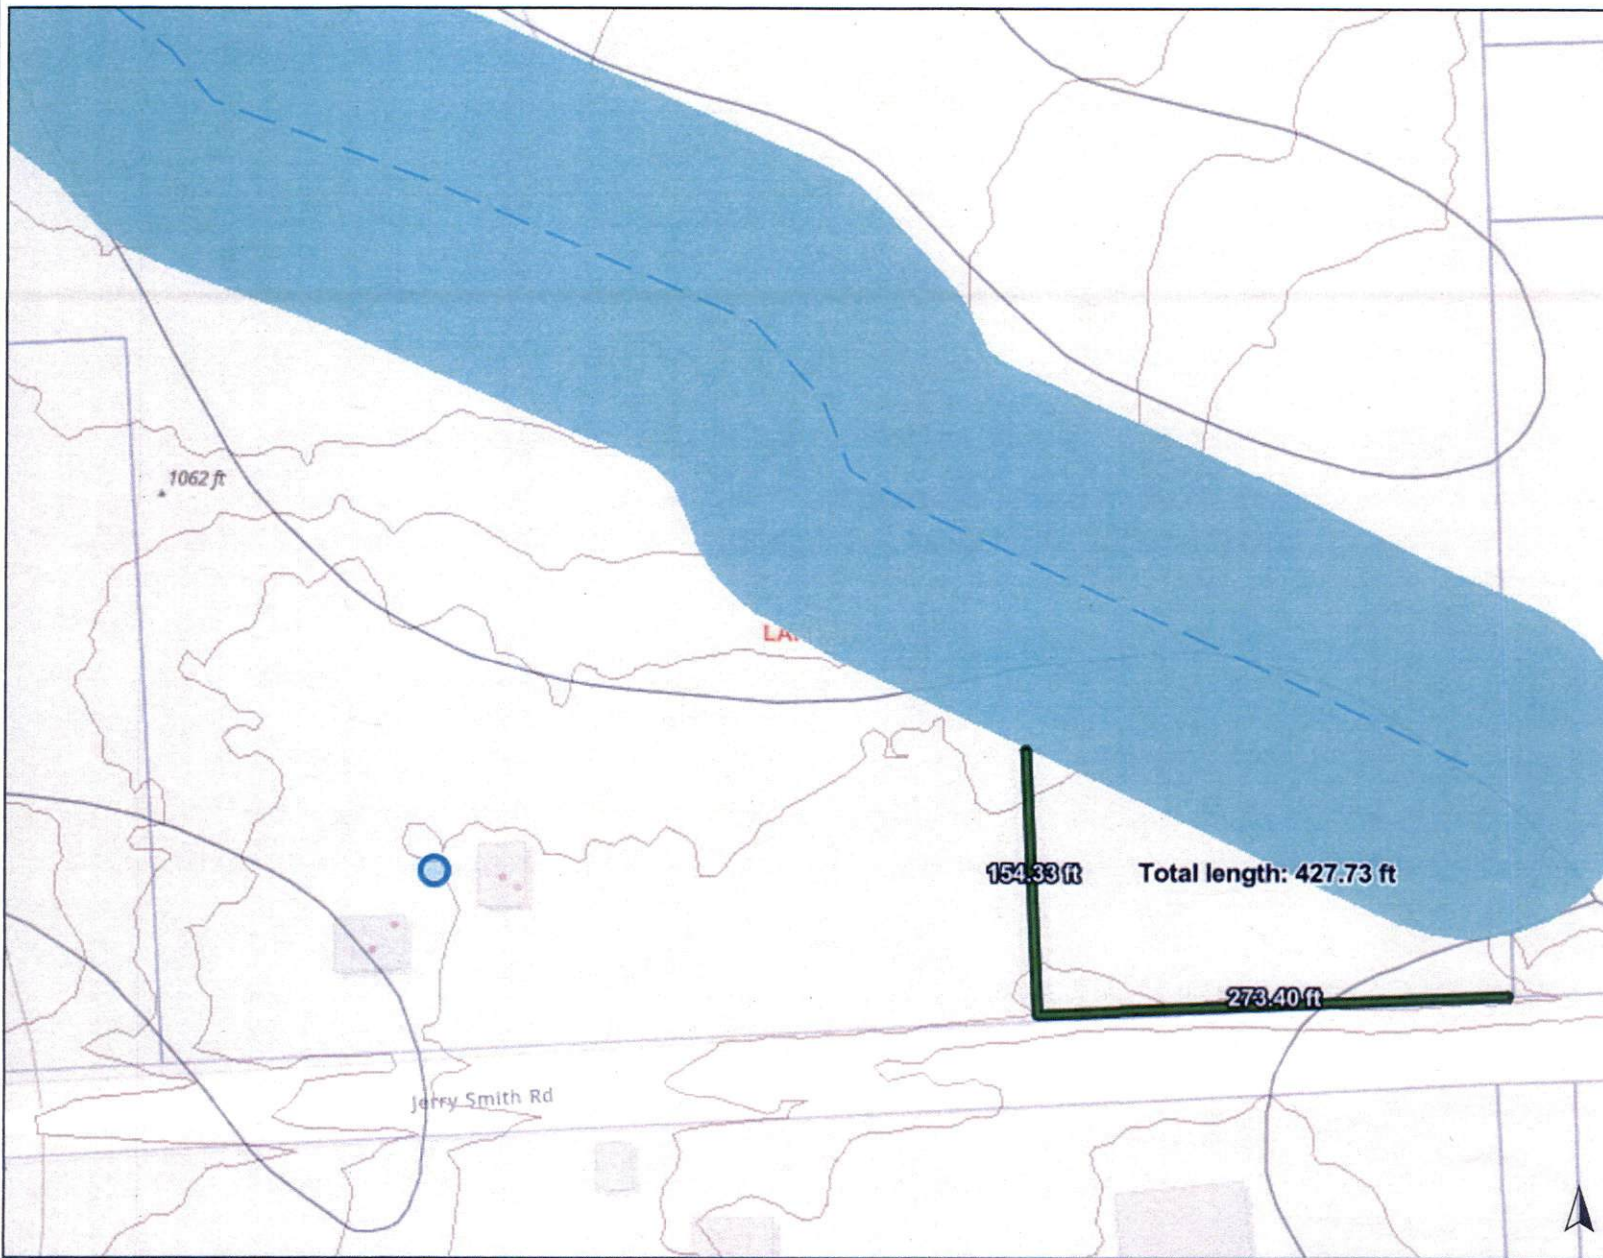 1062 ft
154.33 ft
Total length: 427.73 ft
273.40 ft
Jerry Smith Rd